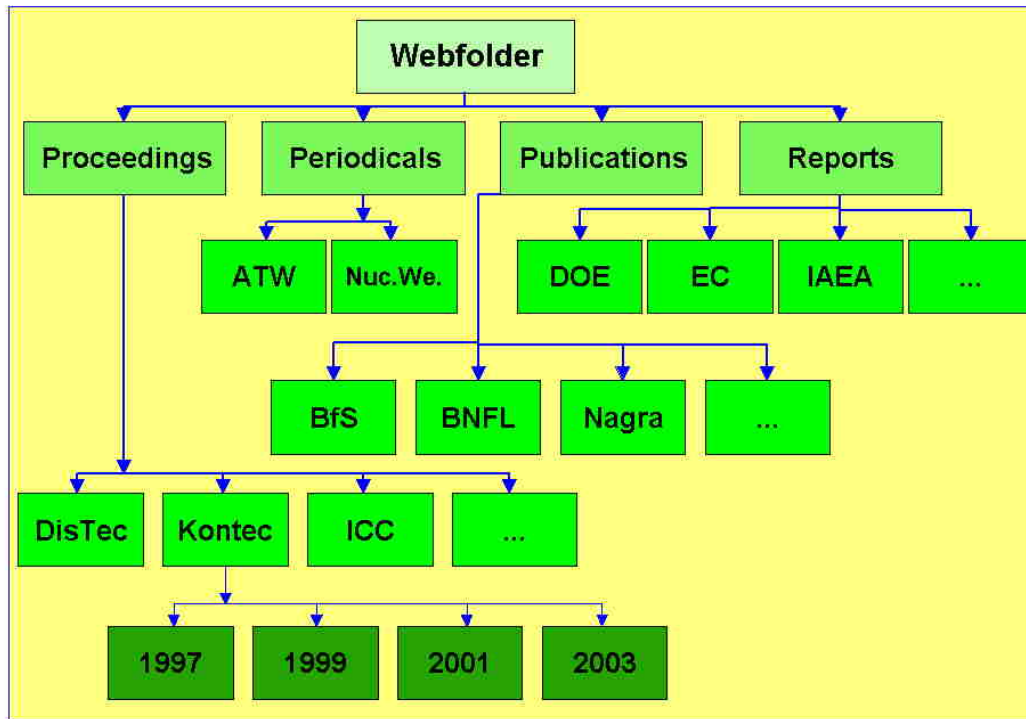 Webfolder
Proceedings
Periodicals
Publications
Reports
ATW
Nuc.We.
DOE
EC
IAEA
...
BfS
BNFL
Nagra
...
DisTec
Kontec
ICC
...
1997
1999
2001
2003